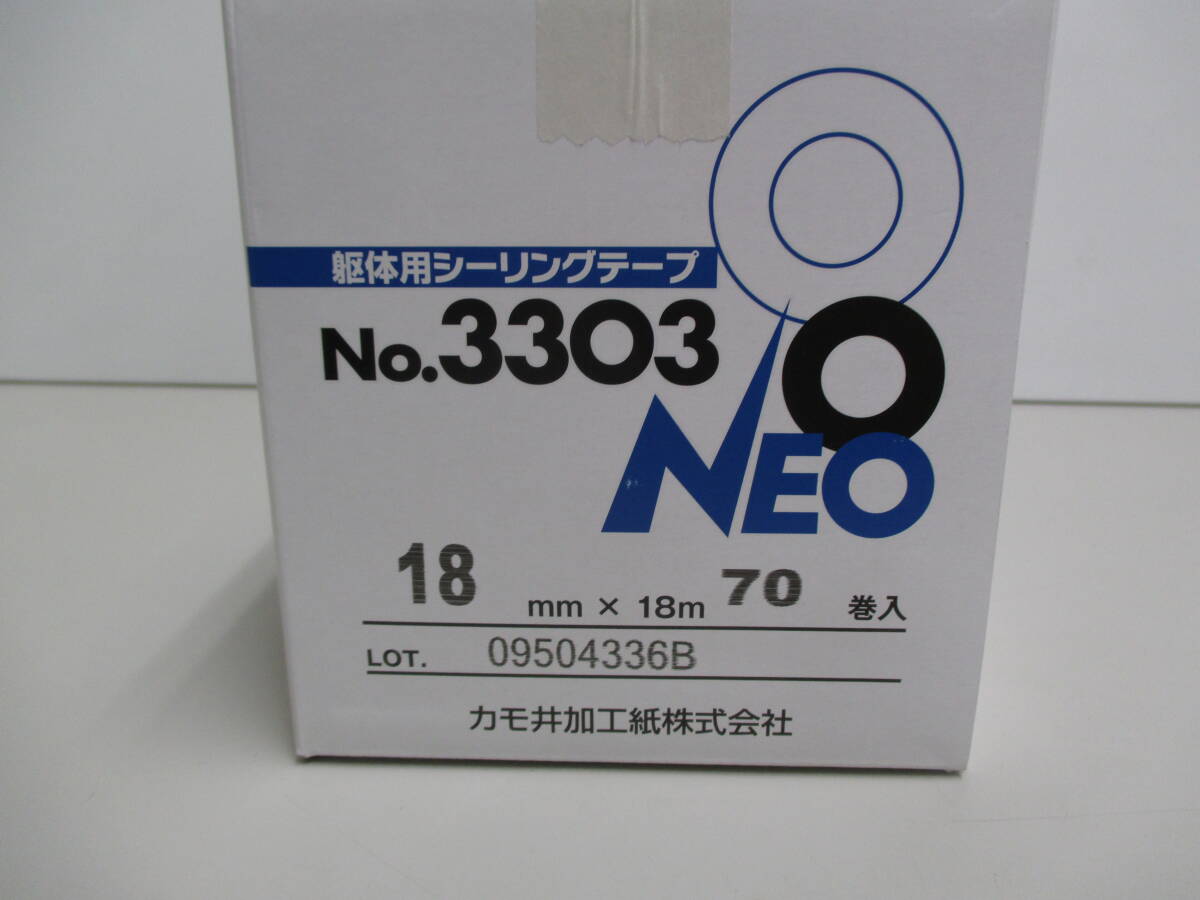 躯体用シーリングテープ
No.3303
NEO
18 mm × 18m 70 巻入
LOT. 09504336B
カモ井加工紙株式会社